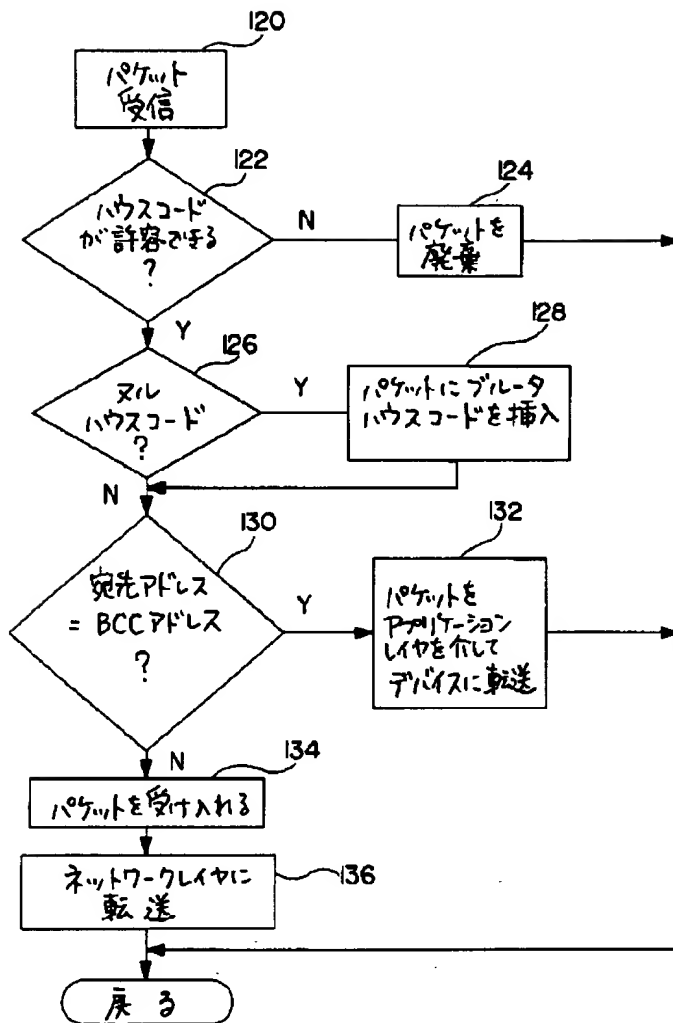 120
パケット
受信
122
ハウスコード
が許容できる
?
N
124
パケットを
廃棄
Y
126
ヌル
ハウスコード
?
Y
128
パケットにブルータ
ハウスコードを挿入
N
130
宛先アドレス
= BCCアドレス
?
Y
132
パケットを
アプリケーション
レイヤを介して
デバイスに転送
N
134
パケットを受け入れる
ネットワークレイヤに
転送
136
戻る